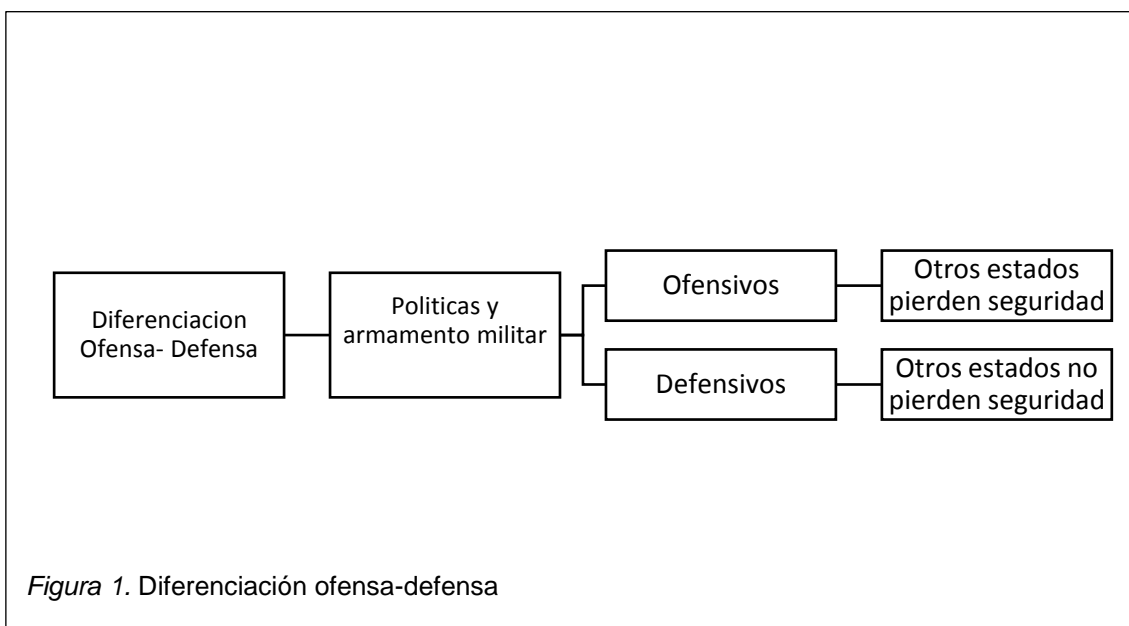 Diferenciacion
Ofensa- Defensa
Politicas y
armamento militar
Ofensivos
Otros estados
pierden seguridad
Defensivos
Otros estados no
pierden seguridad
Figura 1. Diferenciación ofensa-defensa